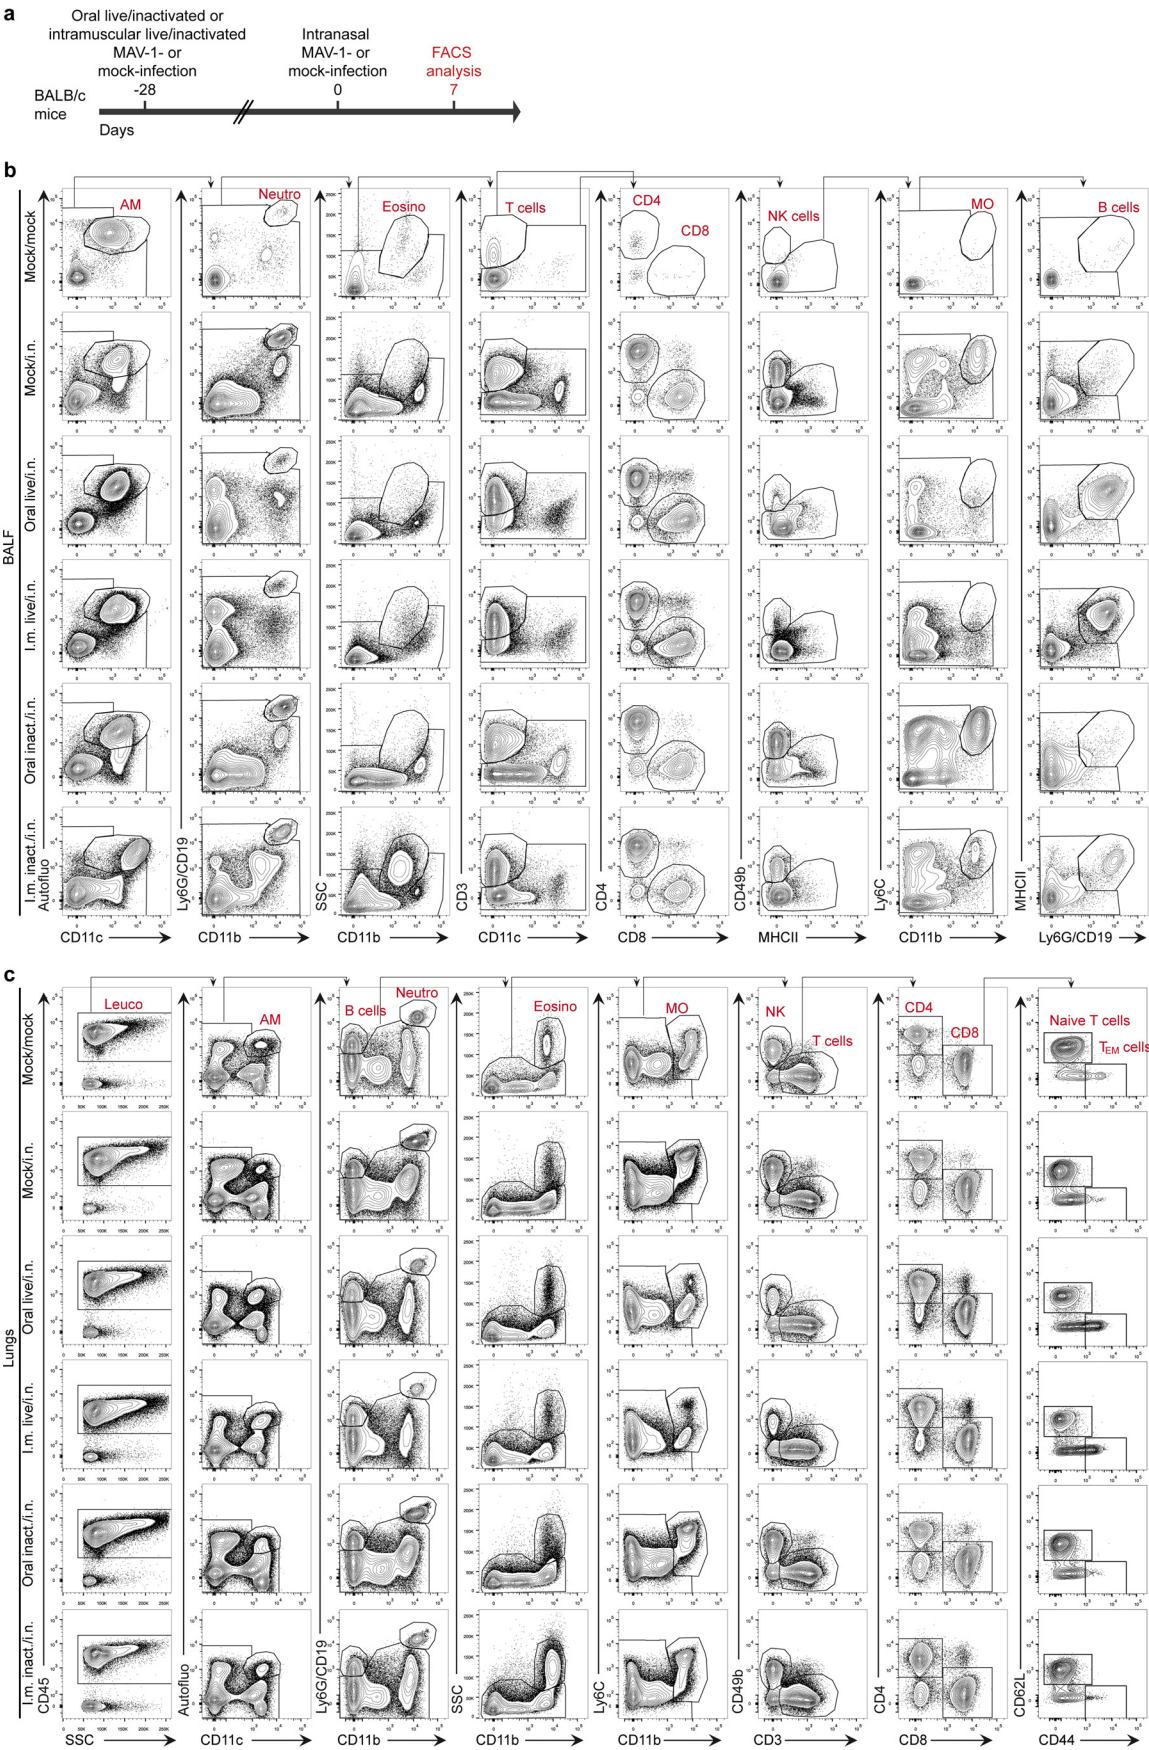 a
Oral live/inactivated or
intramuscular live/inactivated
MAV-1- or
mock-infection
Intranasal
MAV-1- or
mock-infection
FACS
analysis
-28
0
7
BALB/c
mice
Days
b
AM
Neutro
Eosino
T cells
CD4
CD8
NK cells
MO
B cells
BALF
Mock/mock
Mock/i.n.
Oral live/i.n.
I.m. live/i.n.
Oral inact./i.n.
I.m. inact./i.n.
Autofluo
Ly6G/CD19
SSC
CD3
CD4
CD49b
Ly6C
MHCII
CD11c
CD11b
CD11b
CD11c
CD8
MHCII
CD11b
Ly6G/CD19
c
Leuco
AM
B cells
Neutro
Eosino
MO
NK
T cells
CD4
CD8
Naive T cells
TEM cells
Lungs
Mock/mock
Mock/i.n.
Oral live/i.n.
I.m. live/i.n.
Oral inact./i.n.
I.m. inact./i.n.
CD45
Autofluo
Ly6G/CD19
SSC
Ly6C
CD49b
CD4
CD62L
SSC
CD11c
CD11b
CD11b
CD11b
CD3
CD8
CD44